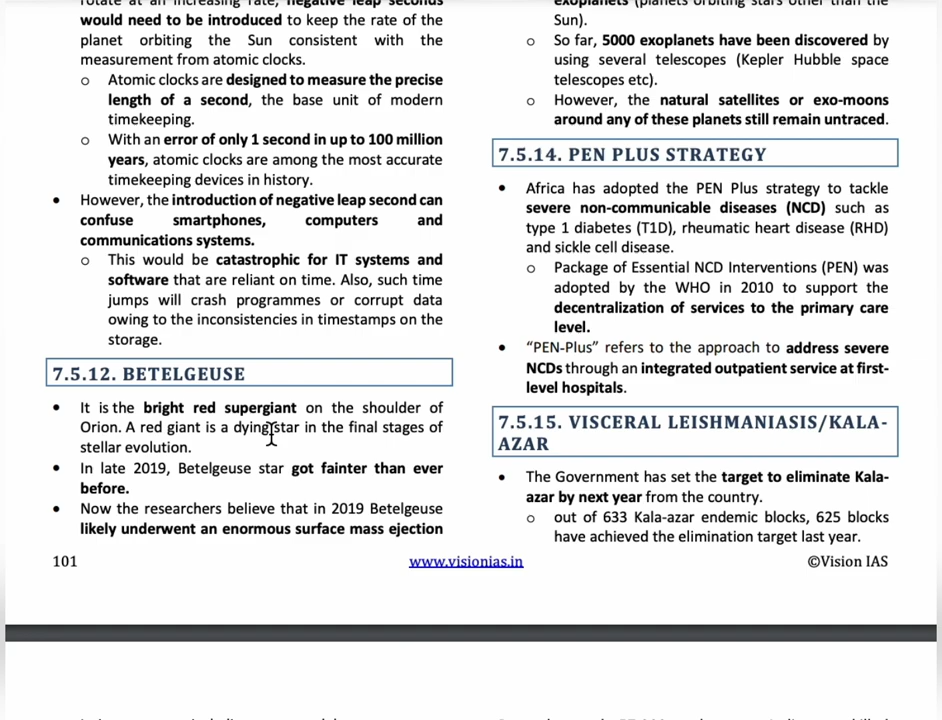 rotate at an increasing rate, negative leap seconds
would need to be introduced to keep the rate of the
planet orbiting the Sun consistent with the
measurement from atomic clocks.
o Atomic clocks are designed to measure the precise
length of a second, the base unit of modern
timekeeping.
o With an error of only 1 second in up to 100 million
years, atomic clocks are among the most accurate
timekeeping devices in history.
• However, the introduction of negative leap second can
confuse smartphones, computers and
communications systems.
o This would be catastrophic for IT systems and
software that are reliant on time. Also, such time
jumps will crash programmes or corrupt data
owing to the inconsistencies in timestamps on the
storage.
7.5.12. BETELGEUSE
• It is the bright red supergiant on the shoulder of
Orion. A red giant is a dying star in the final stages of
stellar evolution.
• In late 2019, Betelgeuse star got fainter than ever
before.
• Now the researchers believe that in 2019 Betelgeuse
likely underwent an enormous surface mass ejection
exoplanets (planets orbiting stars other than the
Sun).
o So far, 5000 exoplanets have been discovered by
using several telescopes (Kepler Hubble space
telescopes etc).
o However, the natural satellites or exo-moons
around any of these planets still remain untraced.
7.5.14. PEN PLUS STRATEGY
• Africa has adopted the PEN Plus strategy to tackle
severe non-communicable diseases (NCD) such as
type 1 diabetes (T1D), rheumatic heart disease (RHD)
and sickle cell disease.
o Package of Essential NCD Interventions (PEN) was
adopted by the WHO in 2010 to support the
decentralization of services to the primary care
level.
• “PEN-Plus” refers to the approach to address severe
NCDs through an integrated outpatient service at first-
level hospitals.
7.5.15. VISCERAL LEISHMANIASIS/KALA-
AZAR
• The Government has set the target to eliminate Kala-
azar by next year from the country.
o out of 633 Kala-azar endemic blocks, 625 blocks
have achieved the elimination target last year.
101 www.visionias.in ©Vision IAS